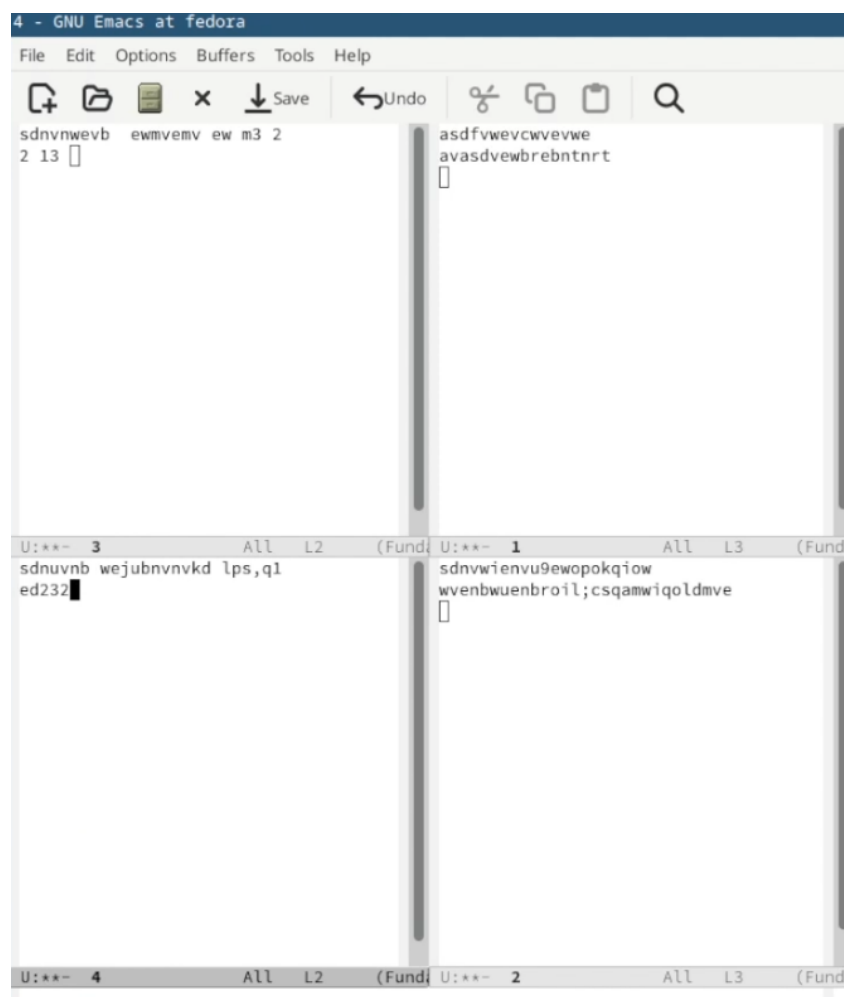 4 - GNU Emacs at fedora
File Edit Options Buffers Tools Help
Save Undo
sdnvnwevb  ewmvemv ew m3 2
2 13
U:**-  3  All  L2  (Funda
asdfvwevcwvevwe
avasdvewbrebntnrt
U:**-  1  All  L3  (Fund
sdnuvnb wejubnvnvkd lps,q1
ed232
U:**-  4  All  L2  (Funda
sdnvwienvu9ewopokqiow
wvenbwuenbroil;csqamwiqoldmve
U:**-  2  All  L3  (Fund